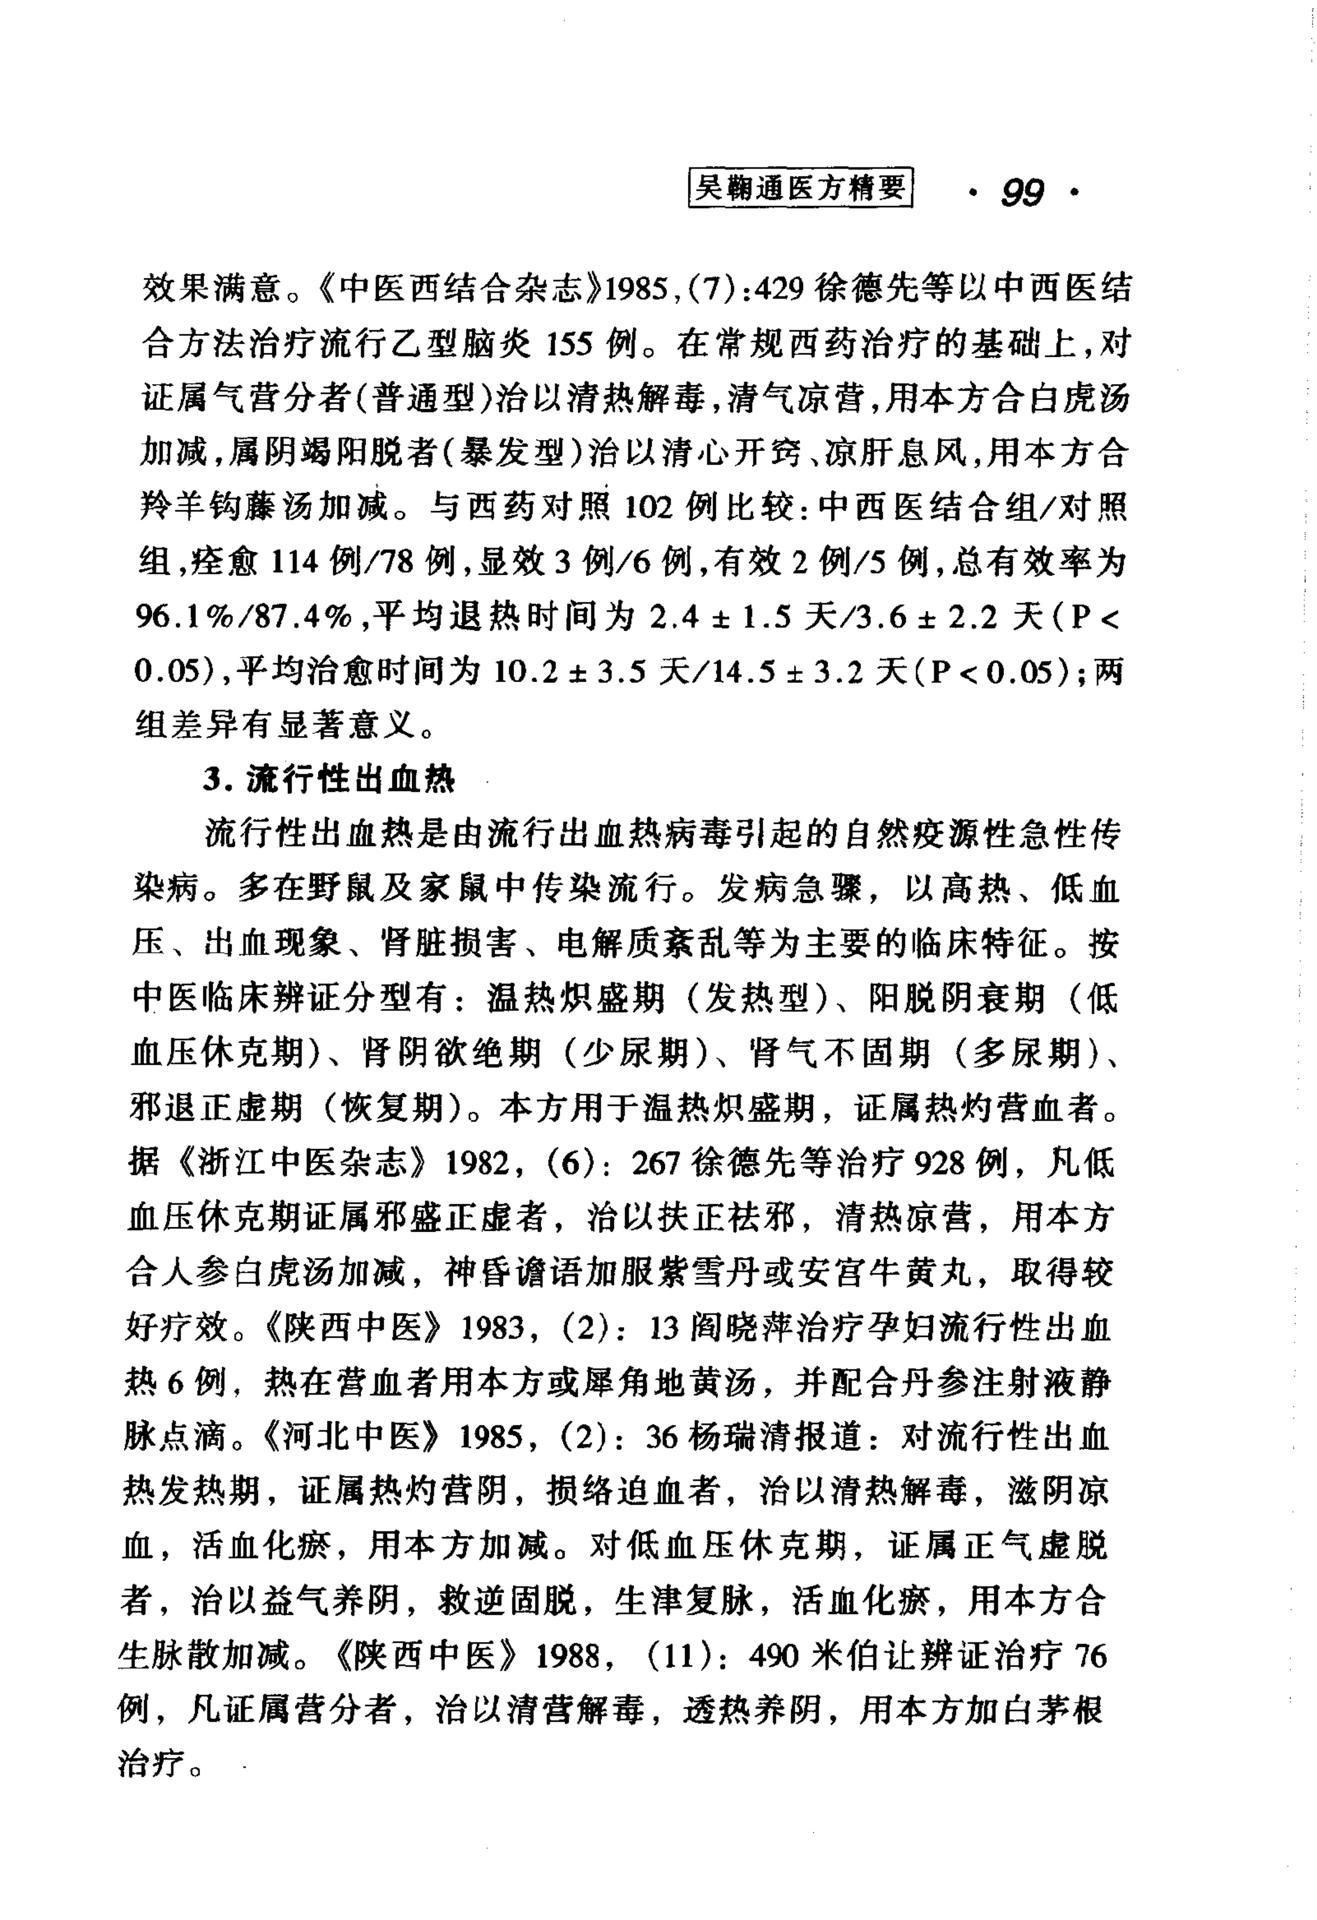 吴鞠通医方精要 · 99 ·
效果满意。《中医西结合杂志》1985,(7):429 徐德先等以中西医结
合方法治疗流行乙型脑炎 155 例。在常规西药治疗的基础上,对
证属气营分者(普通型)治以清热解毒,清气凉营,用本方合白虎汤
加减,属阴竭阳脱者(暴发型)治以清心开窍、凉肝息风,用本方合
羚羊钩藤汤加减。与西药对照 102 例比较:中西医结合组/对照
组,痊愈 114 例/78 例,显效 3 例/6 例,有效 2 例/5 例,总有效率为
96.1%/87.4%,平均退热时间为 2.4 ± 1.5 天/3.6 ± 2.2 天(P <
0.05),平均治愈时间为 10.2 ± 3.5 天/14.5 ± 3.2 天(P < 0.05);两
组差异有显著意义。
3. 流行性出血热
流行性出血热是由流行出血热病毒引起的自然疫源性急性传
染病。多在野鼠及家鼠中传染流行。发病急骤，以高热、低血
压、出血现象、肾脏损害、电解质紊乱等为主要的临床特征。按
中医临床辨证分型有：温热炽盛期（发热型）、阳脱阴衰期（低
血压休克期）、肾阴欲绝期（少尿期）、肾气不固期（多尿期）、
邪退正虚期（恢复期）。本方用于温热炽盛期，证属热灼营血者。
据《浙江中医杂志》1982，（6）：267 徐德先等治疗 928 例，凡低
血压休克期证属邪盛正虚者，治以扶正祛邪，清热凉营，用本方
合人参白虎汤加减，神昏谵语加服紫雪丹或安宫牛黄丸，取得较
好疗效。《陕西中医》1983，（2）：13 阎晓萍治疗孕妇流行性出血
热 6 例，热在营血者用本方或犀角地黄汤，并配合丹参注射液静
脉点滴。《河北中医》1985，（2）：36 杨瑞清报道：对流行性出血
热发热期，证属热灼营阴，损络迫血者，治以清热解毒，滋阴凉
血，活血化瘀，用本方加减。对低血压休克期，证属正气虚脱
者，治以益气养阴，救逆固脱，生津复脉，活血化瘀，用本方合
生脉散加减。《陕西中医》1988，（11）：490 米伯让辨证治疗 76
例，凡证属营分者，治以清营解毒，透热养阴，用本方加白茅根
治疗。